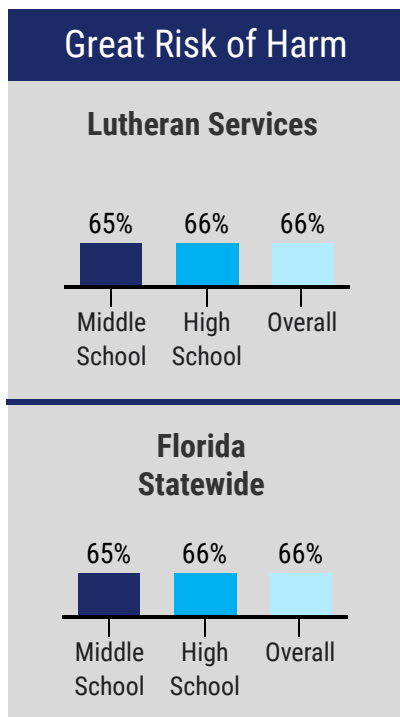 Great Risk of Harm
Lutheran Services
65% 66% 66%
Middle High Overall
School School
Florida
Statewide
65% 66% 66%
Middle High Overall
School School